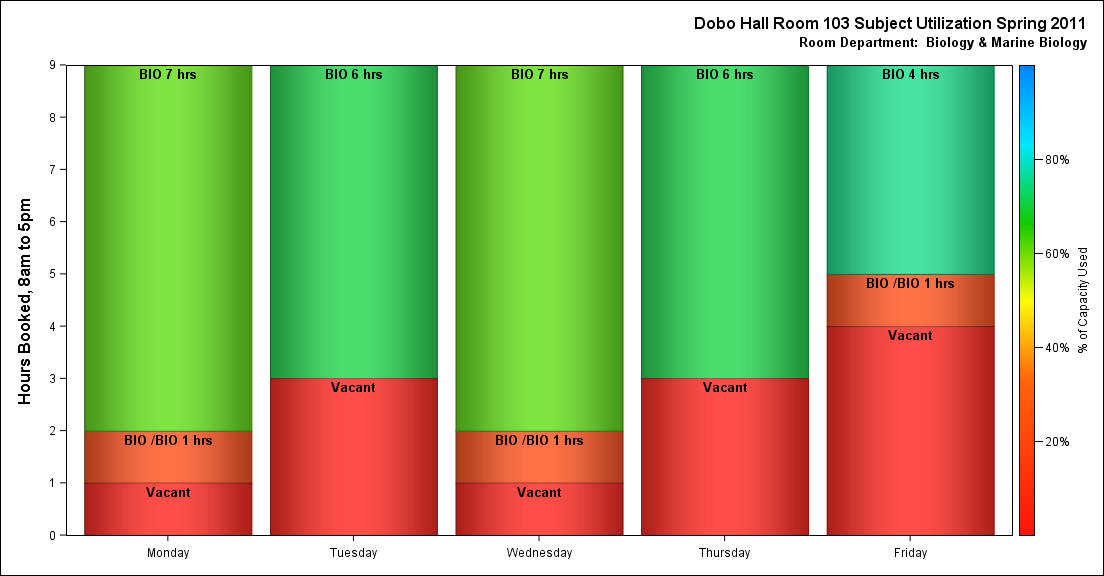 Dobo Hall Room 103 Subject Utilization Spring 2011
Room Department: Biology & Marine Biology
Hours Booked, 8am to 5pm
9
8
7
6
5
4
3
2
1
0
BIO 7 hrs
BIO /BIO 1 hrs
Vacant
BIO 6 hrs
Vacant
BIO 7 hrs
BIO /BIO 1 hrs
Vacant
BIO 6 hrs
Vacant
BIO 4 hrs
BIO /BIO 1 hrs
Vacant
Monday
Tuesday
Wednesday
Thursday
Friday
80%
60%
40%
20%
% of Capacity Used